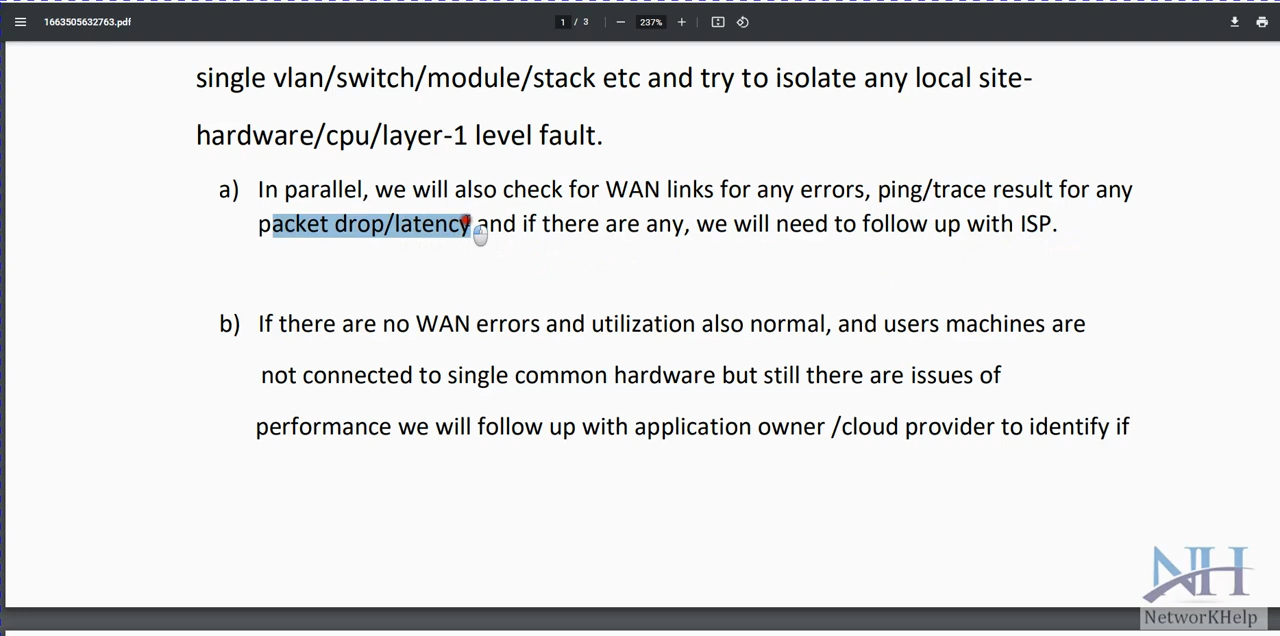 1663505632763.pdf
1 / 3
237%
single vlan/switch/module/stack etc and try to isolate any local site-
hardware/cpu/layer-1 level fault.
a) In parallel, we will also check for WAN links for any errors, ping/trace result for any
packet drop/latency and if there are any, we will need to follow up with ISP.
b) If there are no WAN errors and utilization also normal, and users machines are
not connected to single common hardware but still there are issues of
performance we will follow up with application owner /cloud provider to identify if
NH
NetworKHelp